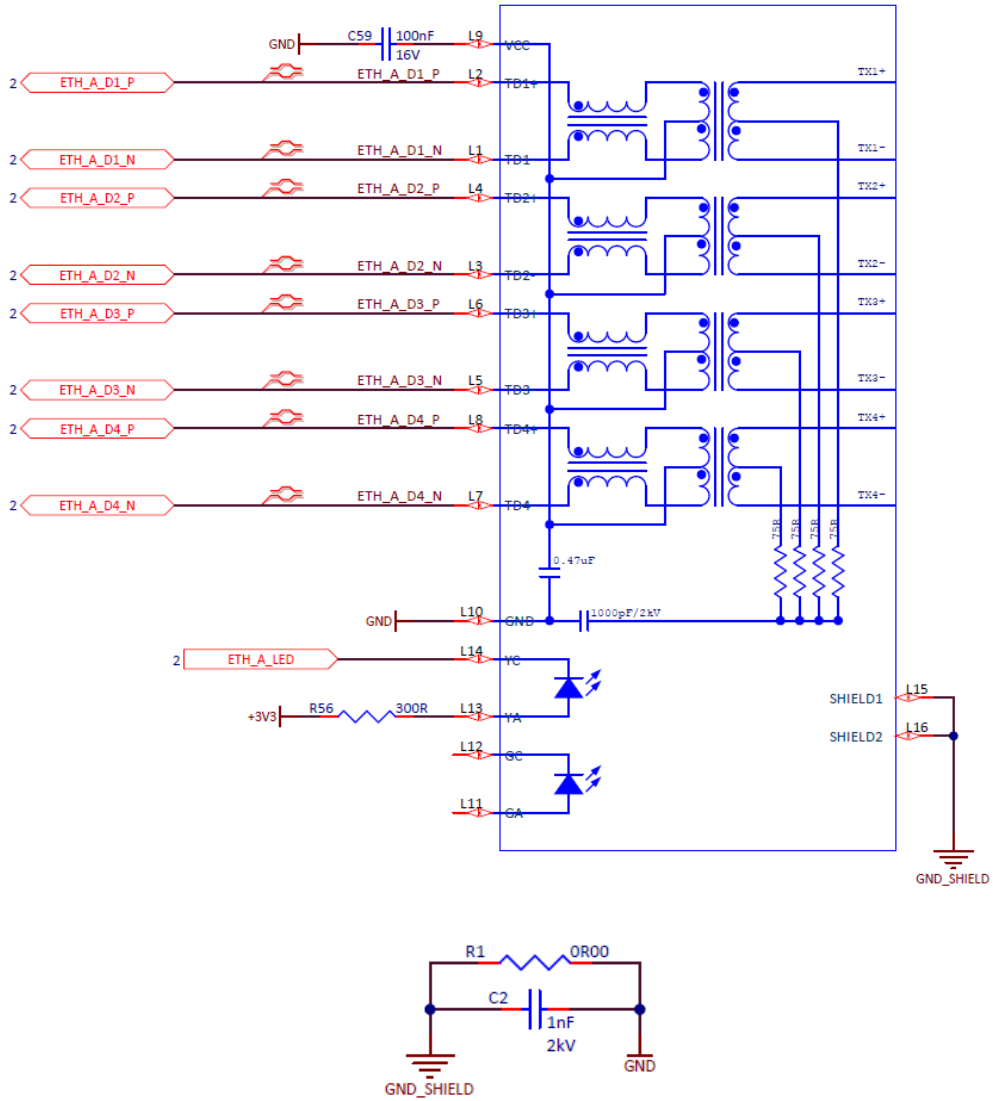 GND C59 100nF L9 VCC
16V
2 ETH_A_D1_P ETH_A_D1_P L2 TD1+ TX1+
2 ETH_A_D1_N ETH_A_D1_N L1 TD1- TX1-
2 ETH_A_D2_P ETH_A_D2_P L4 TD2+ TX2+
2 ETH_A_D2_N ETH_A_D2_N L3 TD2- TX2-
2 ETH_A_D3_P ETH_A_D3_P L6 TD3+ TX3+
2 ETH_A_D3_N ETH_A_D3_N L5 TD3- TX3-
2 ETH_A_D4_P ETH_A_D4_P L8 TD4+ TX4+
2 ETH_A_D4_N ETH_A_D4_N L7 TD4- TX4-
75R 75R 75R 75R
0.47uF
GND L10 GND 1000pF/2kV
2 ETH_A_LED L14 YC
+3V3 R56 300R L13 YA
L12 GC
L11 GA
SHIELD1 L15
SHIELD2 L16
GND_SHIELD
R1 0R00
C2
1nF
2kV
GND_SHIELD GND